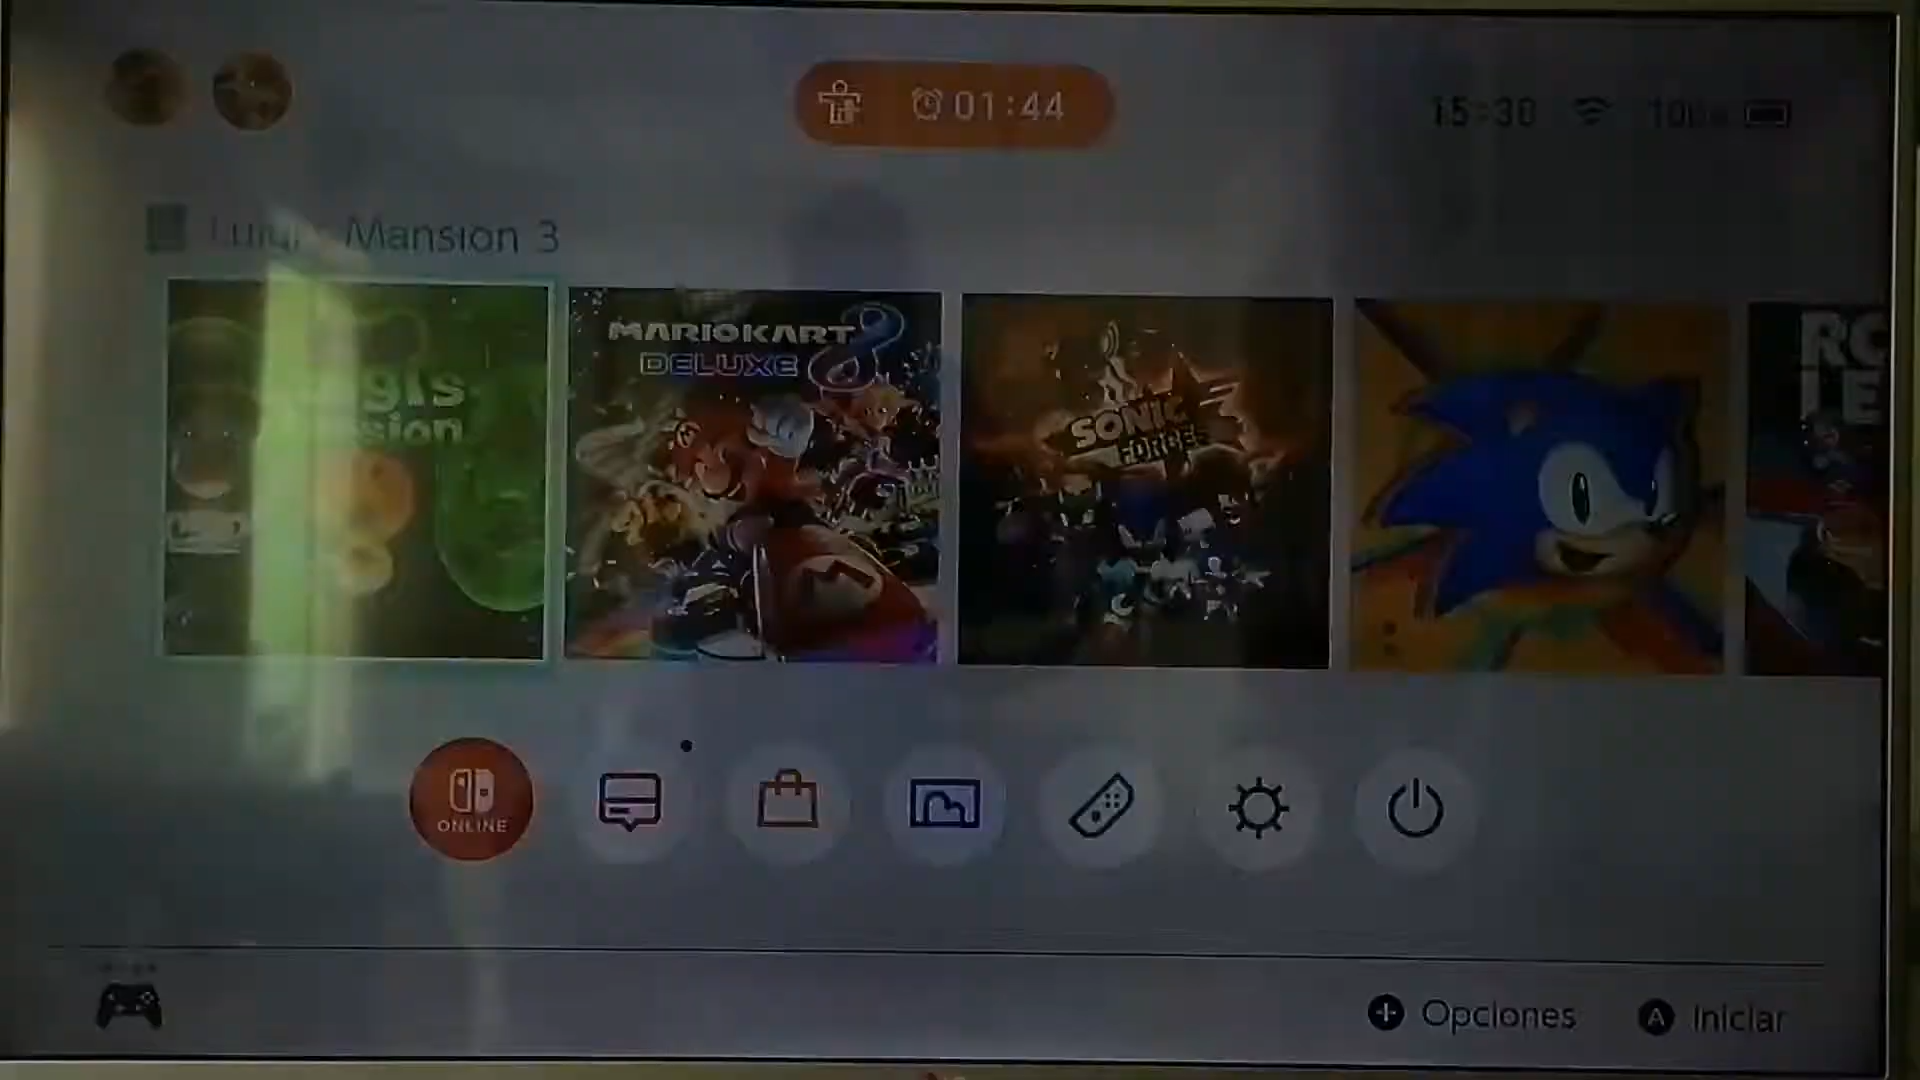 01:44
15:30
Mansion 3
MARIOKART 8
DELUXE
SONIC
FORCES
ONLINE
Opciones
A Iniciar